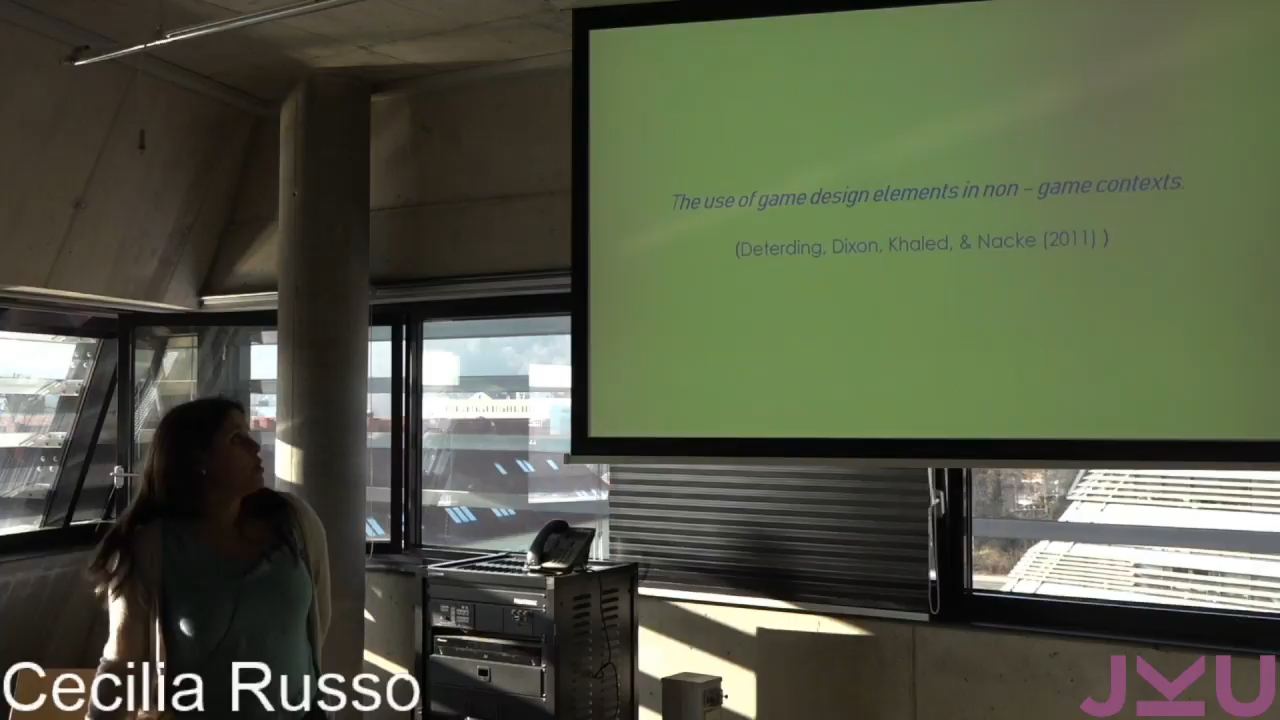 The use of game design elements in non – game contexts.
(Deterding, Dixon, Khaled, & Nacke (2011) )
Cecilia Russo
JKU